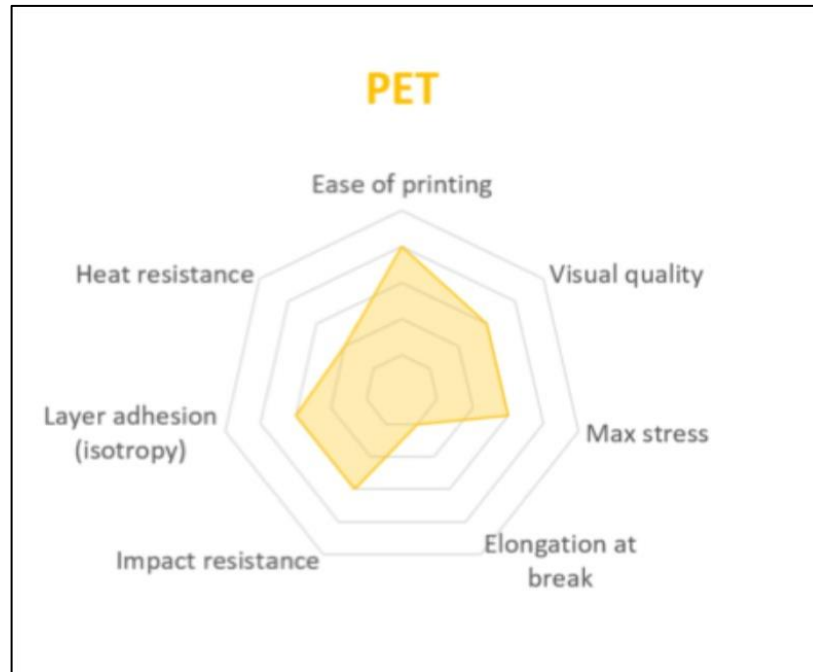 PET
Ease of printing
Heat resistance
Visual quality
Layer adhesion
(isotropy)
Max stress
Impact resistance
Elongation at
break